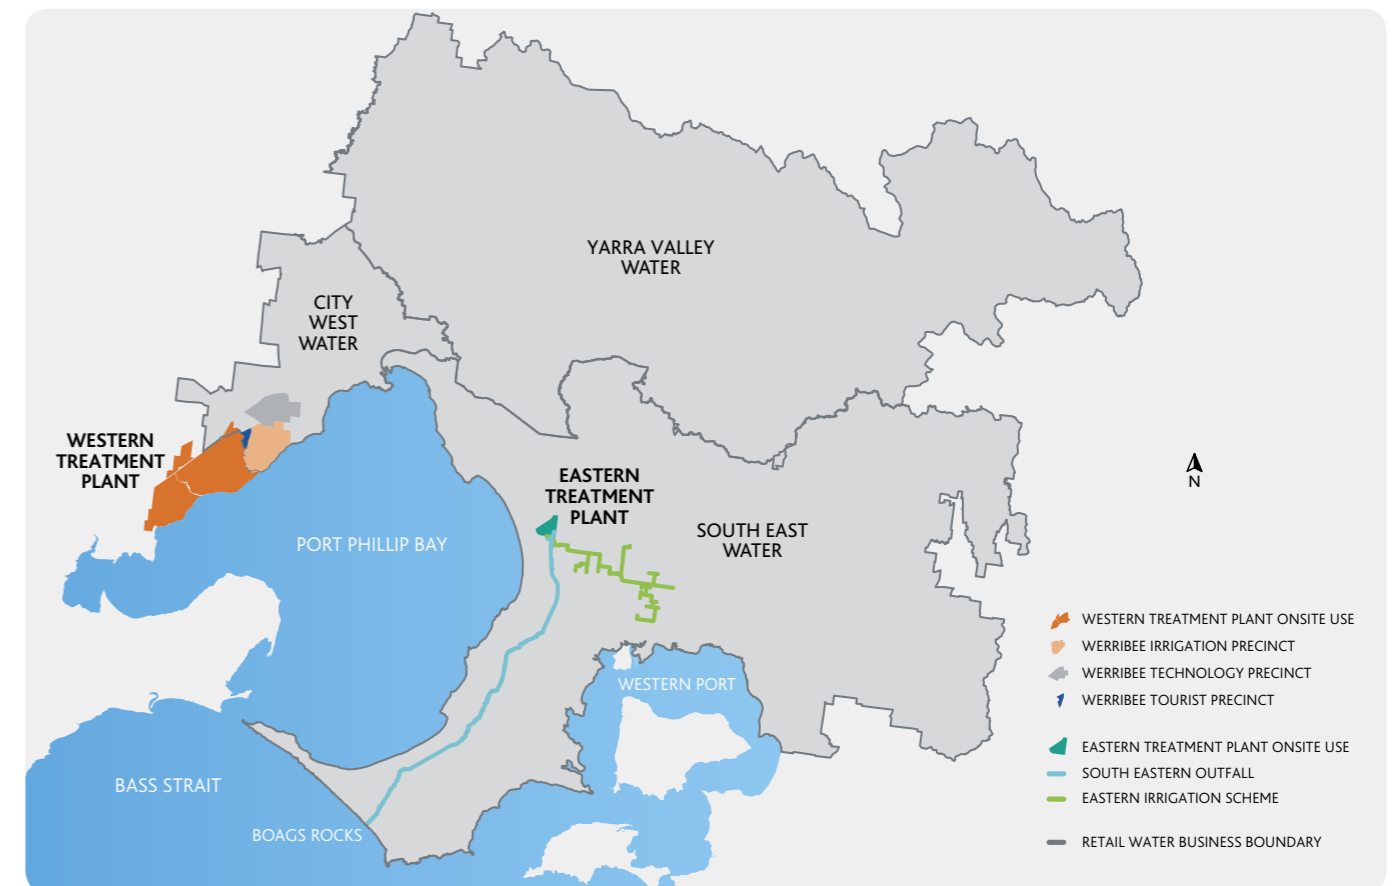 YARRA VALLEY
WATER
CITY
WEST
WATER
WESTERN
TREATMENT
PLANT
EASTERN
TREATMENT
PLANT
SOUTH EAST
WATER
N
PORT PHILLIP BAY
WESTERN PORT
BASS STRAIT
BOAGS ROCKS
WESTERN TREATMENT PLANT ONSITE USE
WERRIBEE IRRIGATION PRECINCT
WERRIBEE TECHNOLOGY PRECINCT
WERRIBEE TOURIST PRECINCT
EASTERN TREATMENT PLANT ONSITE USE
SOUTH EASTERN OUTFALL
EASTERN IRRIGATION SCHEME
RETAIL WATER BUSINESS BOUNDARY